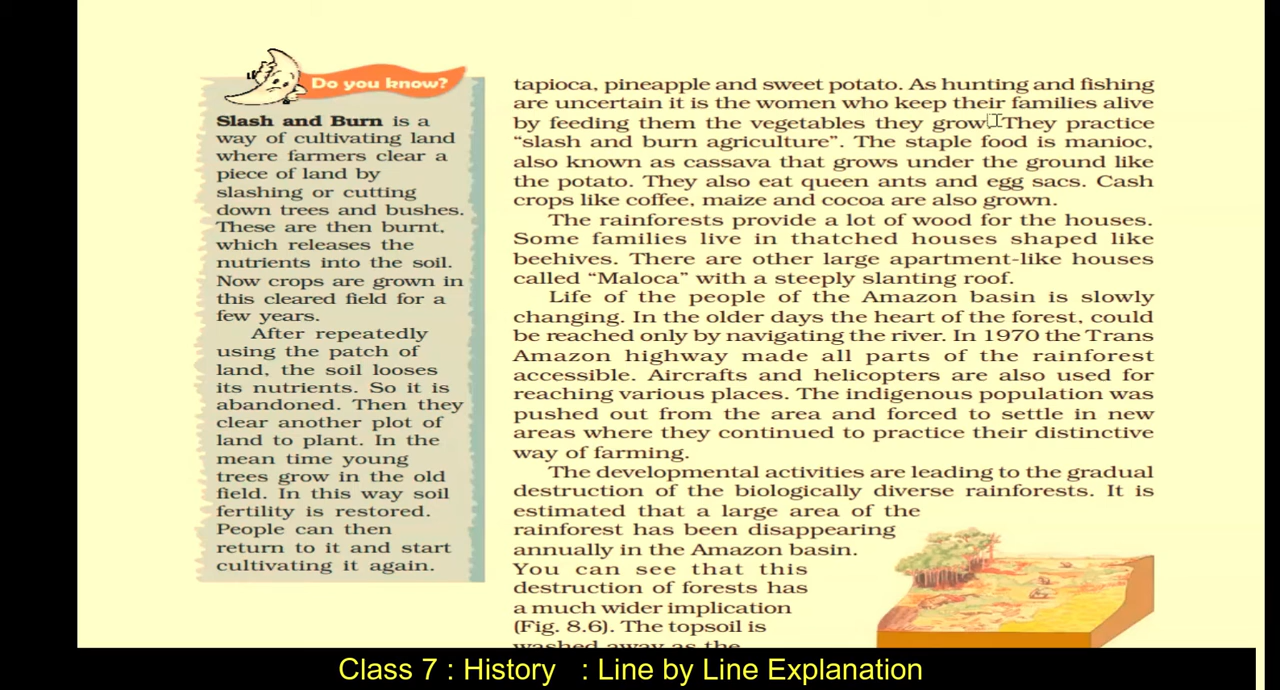 Do you know?
Slash and Burn is a
way of cultivating land
where farmers clear a
piece of land by
slashing or cutting
down trees and bushes.
These are then burnt,
which releases the
nutrients into the soil.
Now crops are grown in
this cleared field for a
few years.
After repeatedly
using the patch of
land, the soil looses
its nutrients. So it is
abandoned. Then they
clear another plot of
land to plant. In the
mean time young
trees grow in the old
field. In this way soil
fertility is restored.
People can then
return to it and start
cultivating it again.
tapioca, pineapple and sweet potato. As hunting and fishing
are uncertain it is the women who keep their families alive
by feeding them the vegetables they grow. They practice
“slash and burn agriculture”. The staple food is manioc,
also known as cassava that grows under the ground like
the potato. They also eat queen ants and egg sacs. Cash
crops like coffee, maize and cocoa are also grown.
The rainforests provide a lot of wood for the houses.
Some families live in thatched houses shaped like
beehives. There are other large apartment-like houses
called “Maloca” with a steeply slanting roof.
Life of the people of the Amazon basin is slowly
changing. In the older days the heart of the forest, could
be reached only by navigating the river. In 1970 the Trans
Amazon highway made all parts of the rainforest
accessible. Aircrafts and helicopters are also used for
reaching various places. The indigenous population was
pushed out from the area and forced to settle in new
areas where they continued to practice their distinctive
way of farming.
The developmental activities are leading to the gradual
destruction of the biologically diverse rainforests. It is
estimated that a large area of the
rainforest has been disappearing
annually in the Amazon basin.
You can see that this
destruction of forests has
a much wider implication
(Fig. 8.6). The topsoil is
washed away as the
Class 7 : History : Line by Line Explanation